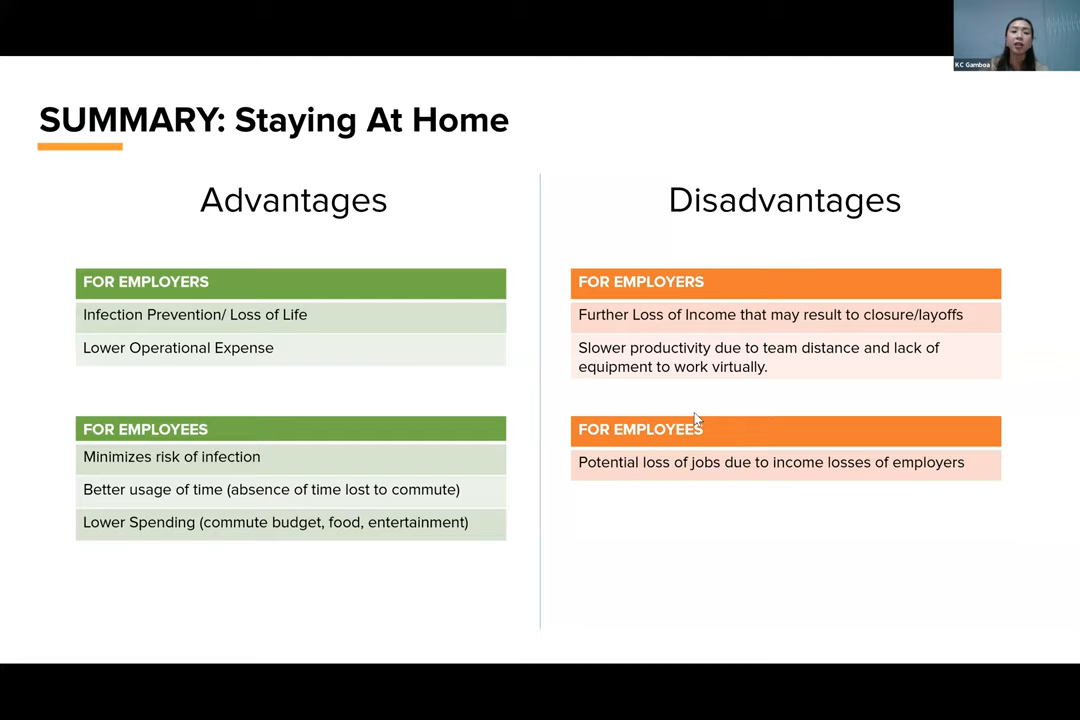 KC Gamboa
SUMMARY: Staying At Home
Advantages
FOR EMPLOYERS
Infection Prevention/ Loss of Life
Lower Operational Expense
FOR EMPLOYEES
Minimizes risk of infection
Better usage of time (absence of time lost to commute)
Lower Spending (commute budget, food, entertainment)
Disadvantages
FOR EMPLOYERS
Further Loss of Income that may result to closure/layoffs
Slower productivity due to team distance and lack of
equipment to work virtually.
FOR EMPLOYEES
Potential loss of jobs due to income losses of employers